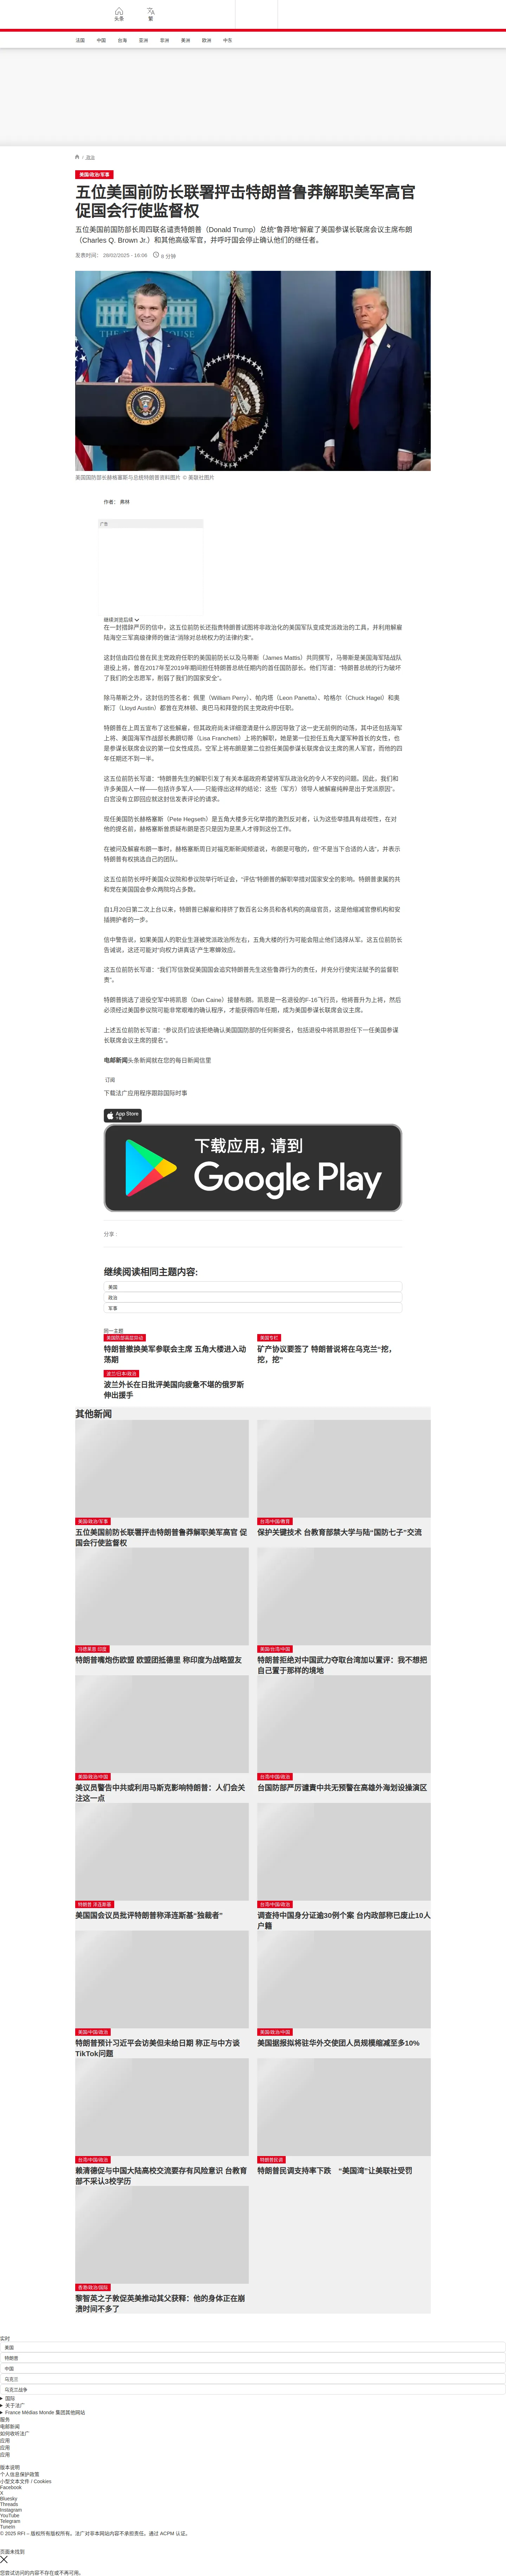 头条
繁
法国
中国
台海
亚洲
非洲
美洲
欧洲
中东
/ 政治
美国/政治/军事
五位美国前防长联署抨击特朗普鲁莽解职美军高官
促国会行使监督权
五位美国前国防部长周四联名谴责特朗普（Donald Trump）总统“鲁莽地”解雇了美国参谋长联席会议主席布朗
（Charles Q. Brown Jr.）和其他高级军官，并呼吁国会停止确认他们的继任者。
发表时间： 28/02/2025 - 16:06
6 分钟
美国国防部长赫格塞斯与总统特朗普资料图片 © 美联社图片
作者： 弗林
广告
继续浏览后续
在一封措辞严厉的信中，这五位前防长还指责特朗普试图将非政治化的美国军队变成党派政治的工具，并利用解雇
陆海空三军高级律师的做法“消除对总统权力的法律约束”。
这封信由四位曾在民主党政府任职的美国前防长以及马蒂斯（James Mattis）共同撰写，马蒂斯是美国海军陆战队
退役上将，曾在2017年至2019年期间担任特朗普总统任期内的首任国防部长。他们写道：“特朗普总统的行为破坏
了我们的全志愿军，削弱了我们的国家安全”。
除马蒂斯之外，这封信的签名者：佩里（William Perry）、帕内塔（Leon Panetta）、哈格尔（Chuck Hagel）和奥
斯汀（Lloyd Austin）都曾在克林顿、奥巴马和拜登的民主党政府中任职。
特朗普在上周五宣布了这些解雇，但其政府尚未详细澄清是什么原因导致了这一史无前例的动荡，其中还包括海军
上将、美国海军作战部长弗朗切蒂（Lisa Franchetti）上将的解职，她是第一位担任五角大厦军种首长的女性，也
是参谋长联席会议的第一位女性成员。空军上将布朗是第二位担任美国参谋长联席会议主席的黑人军官，而他的四
年任期还不到一半。
这五位前防长写道：“特朗普先生的解职引发了有关本届政府希望将军队政治化的令人不安的问题。因此，我们和
许多美国人一样——包括许多军人——只能得出这样的结论：这些（军方）领导人被解雇纯粹是出于党派原因”。
白宫没有立即回应就这封信发表评论的请求。
现任美国防长赫格塞斯（Pete Hegseth）是五角大楼多元化举措的激烈反对者，认为这些举措具有歧视性，在对
他的提名前，赫格塞斯曾质疑布朗是否只是因为是黑人才得到这份工作。
在被问及解雇布朗一事时，赫格塞斯周日对福克斯新闻频道说，布朗是可敬的，但“不是当下合适的人选”，并表示
特朗普有权挑选自己的团队。
这五位前防长呼吁美国众议院和参议院举行听证会，“评估”特朗普的解职举措对国家安全的影响。特朗普隶属的共
和党在美国国会参众两院均占多数。
自1月20日第二次上台以来，特朗普已解雇和排挤了数百名公务员和各机构的高级官员，这是他缩减官僚机构和安
插拥护者的一步。
信中警告说，如果美国人的职业生涯被党派政治所左右，五角大楼的行为可能会阻止他们选择从军。这五位前防长
告诫说，这还可能对“向权力讲真话”产生寒蝉效应。
这五位前防长写道：“我们写信敦促美国国会追究特朗普先生这些鲁莽行为的责任，并充分行使宪法赋予的监督职
责”。
特朗普挑选了退役空军中将凯恩（Dan Caine）接替布朗。凯恩是一名退役的F-16飞行员，他将晋升为上将，然后
必须经过美国参议院可能非常艰难的确认程序，才能获得四年任期，成为美国参谋长联席会议主席。
上述五位前防长写道：“参议员们应该拒绝确认美国国防部的任何新提名，包括退役中将凯恩担任下一任美国参谋
长联席会议主席的提名”。
电邮新闻头条新闻就在您的每日新闻信里
订阅
下载法广应用程序跟踪国际时事
App Store
下载
下载应用，请到
Google Play
分享
继续阅读相同主题内容:
美国
政治
军事
同一主题
美国防部高层异动
特朗普撤换美军参联会主席 五角大楼进入动
荡期
美国专栏
矿产协议要签了 特朗普说将在乌克兰“挖，
挖，挖”
波兰/日本/政治
波兰外长在日批评美国向疲惫不堪的俄罗斯
伸出援手
其他新闻
美国/政治/军事
五位美国前防长联署抨击特朗普鲁莽解职美军高官 促
国会行使监督权
台湾/中国/教育
保护关键技术 台教育部禁大学与陆“国防七子”交流
冯德莱恩 印度
特朗普嘴炮伤欧盟 欧盟团抵德里 称印度为战略盟友
美国/台湾/中国
特朗普拒绝对中国武力夺取台湾加以置评：我不想把
自己置于那样的境地
美国/政治/中国
美议员警告中共或利用马斯克影响特朗普：人们会关
注这一点
台湾/中国/政治
台国防部严厉谴责中共无预警在高雄外海划设操演区
特朗普 泽连斯基
美国国会议员批评特朗普称泽连斯基“独裁者”
台湾/中国/政治
调查持中国身分证逾30例个案 台内政部称已废止10人
户籍
美国/中国/政治
特朗普预计习近平会访美但未给日期 称正与中方谈
TikTok问题
美国/政治/中国
美国据报拟将驻华外交使团人员规模缩减至多10%
台湾/中国/政治
赖清德促与中国大陆高校交流要存有风险意识 台教育
部不采认3校学历
特朗普民调
特朗普民调支持率下跌 “美国湾”让美联社受罚
香港/政治/国际
黎智英之子敦促英美推动其父获释：他的身体正在崩
溃时间不多了
实时
美国
特朗普
中国
乌克兰
乌克兰战争
国际
关于法广
France Médias Monde 集团其他网站
服务
电邮新闻
如何收听法广
应用
应用
应用
版本说明
个人信息保护政策
小型文本文件 / Cookies
Facebook
X
Bluesky
Threads
Instagram
YouTube
Telegram
TuneIn
© 2025 RFI – 版权所有版权所有。法广对非本网站内容不承担责任。通过 ACPM 认证。
页面未找到
您尝试访问的内容不存在或不再可用。